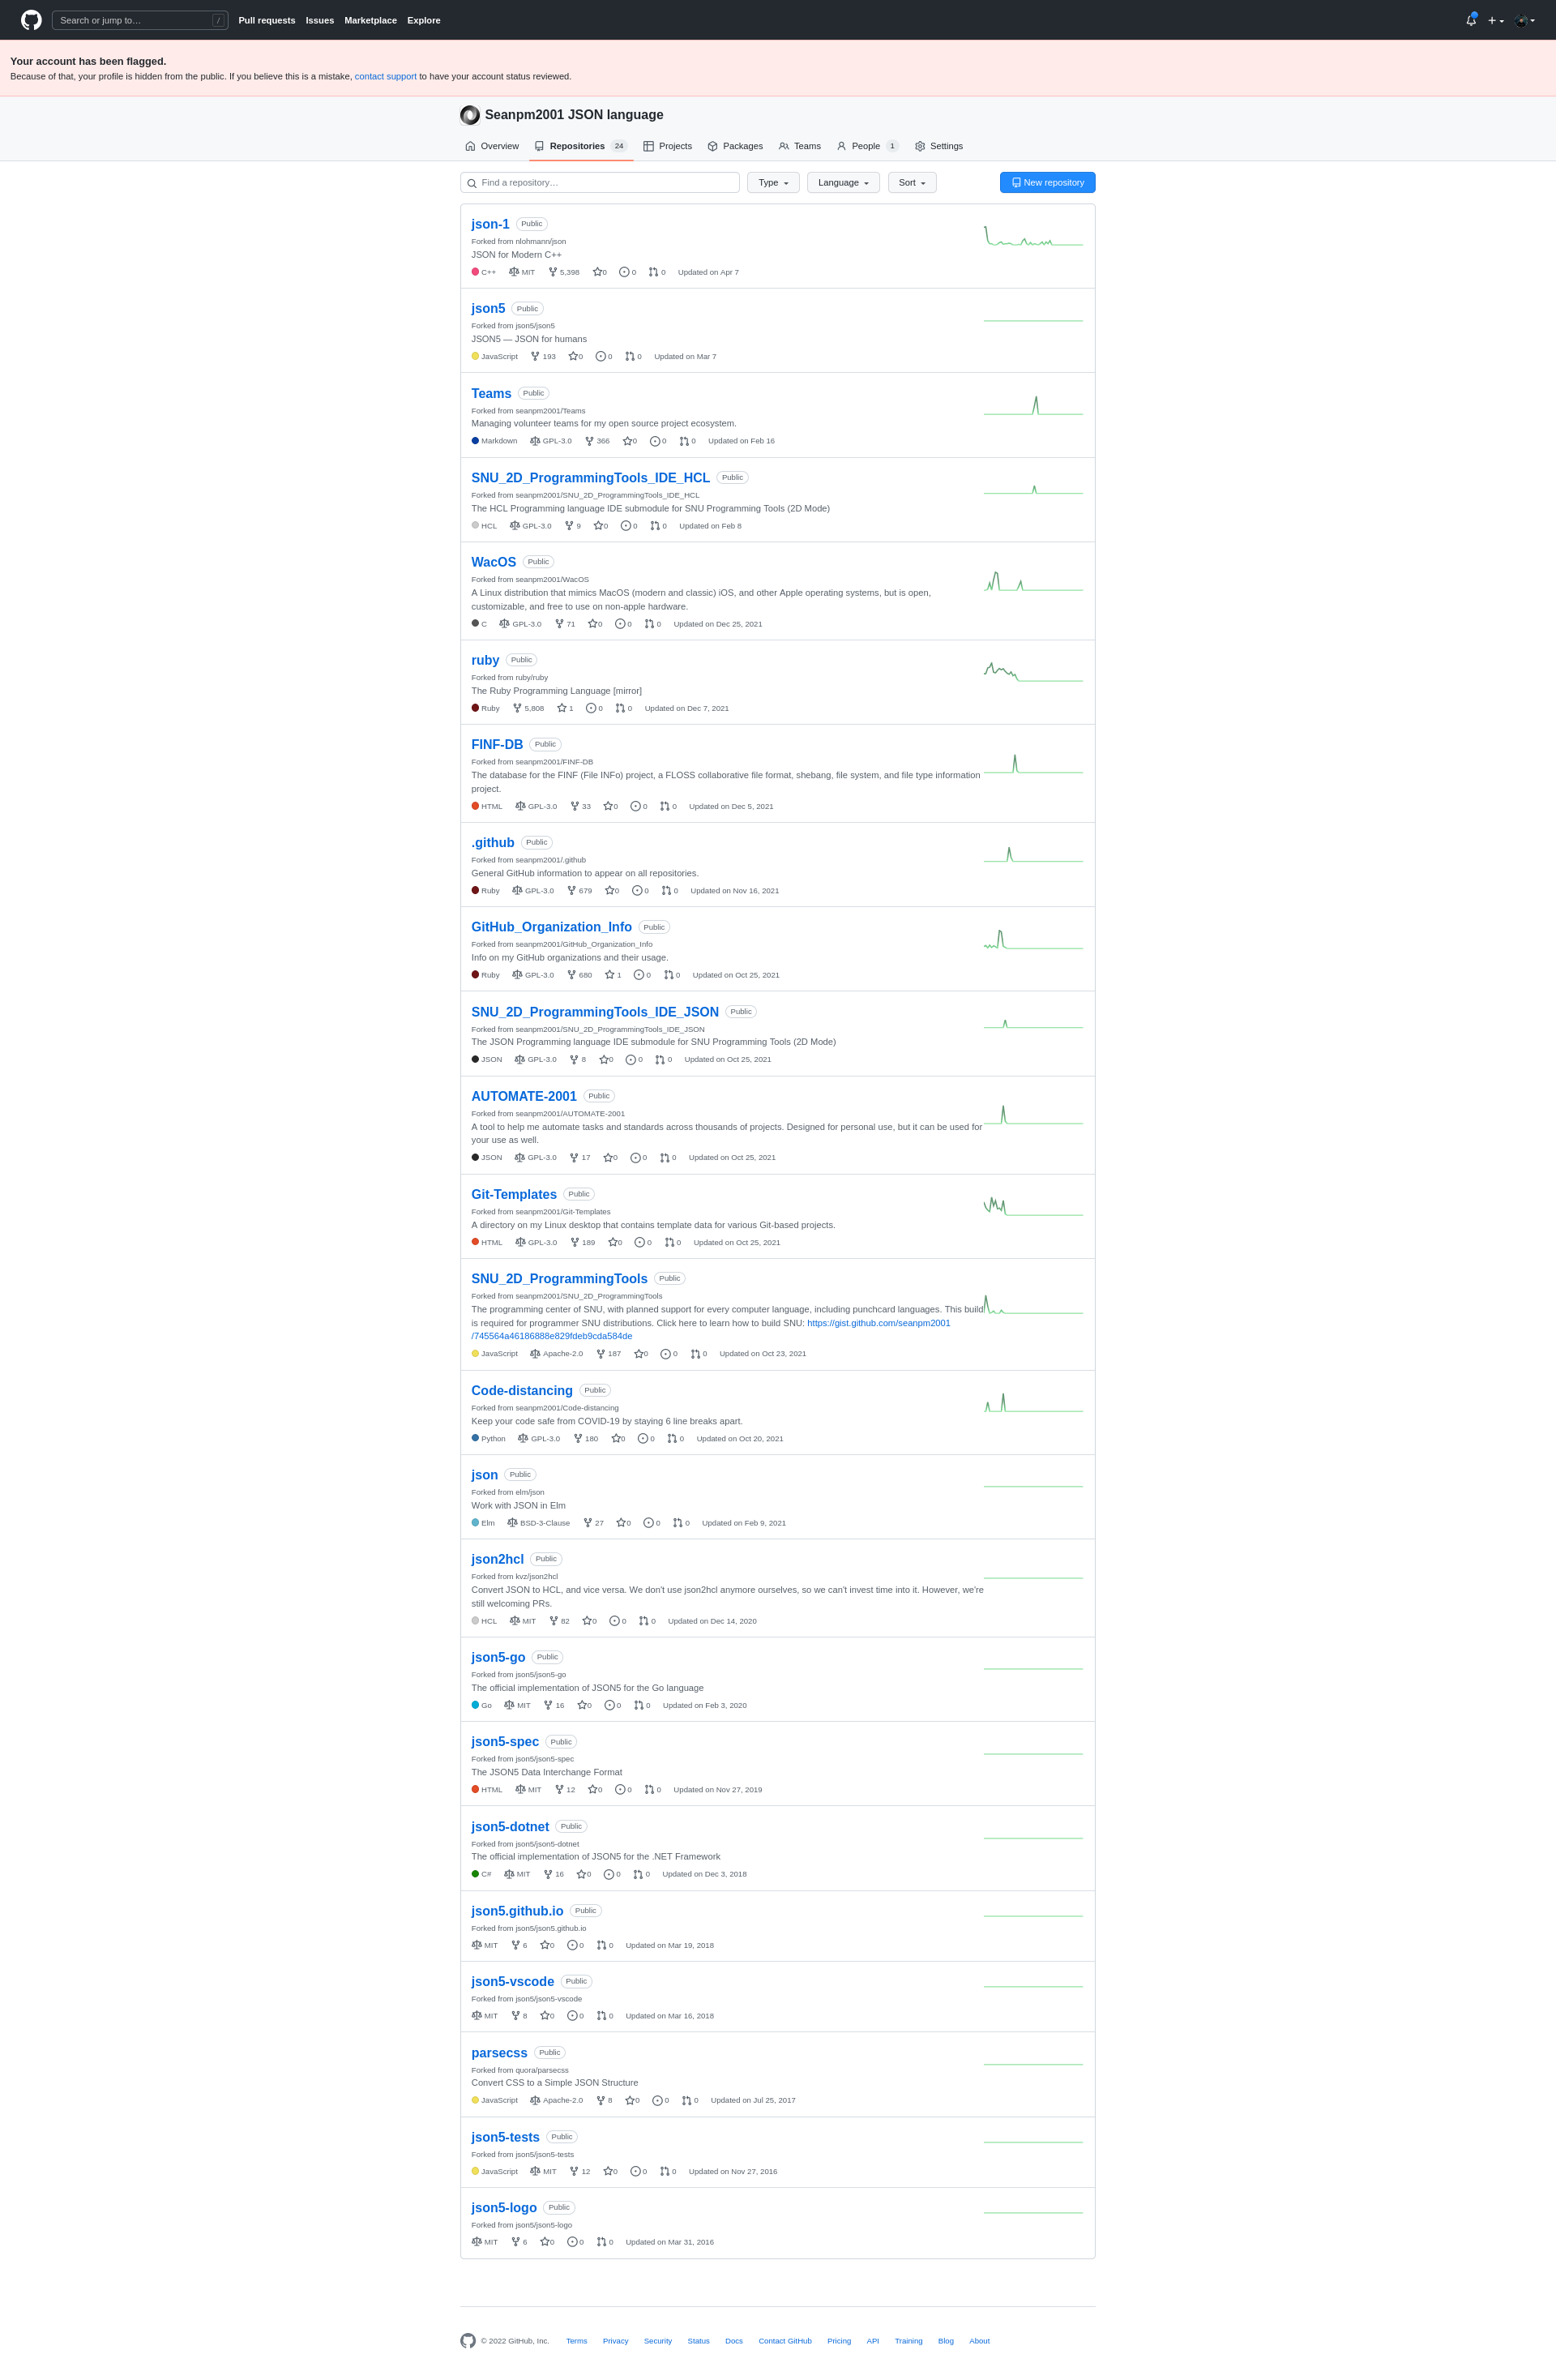 Search or jump to…
/
Pull requests Issues Marketplace Explore
Your account has been flagged.
Because of that, your profile is hidden from the public. If you believe this is a mistake, contact support to have your account status reviewed.
Seanpm2001 JSON language
Overview Repositories 24 Projects Packages Teams People 1 Settings
Find a repository… Type Language Sort New repository
json-1 Public
Forked from nlohmann/json
JSON for Modern C++
C++ MIT 5,398 0 0 0 Updated on Apr 7
json5 Public
Forked from json5/json5
JSON5 — JSON for humans
JavaScript 193 0 0 0 Updated on Mar 7
Teams Public
Forked from seanpm2001/Teams
Managing volunteer teams for my open source project ecosystem.
Markdown GPL-3.0 366 0 0 0 Updated on Feb 16
SNU_2D_ProgrammingTools_IDE_HCL Public
Forked from seanpm2001/SNU_2D_ProgrammingTools_IDE_HCL
The HCL Programming language IDE submodule for SNU Programming Tools (2D Mode)
HCL GPL-3.0 9 0 0 0 Updated on Feb 8
WacOS Public
Forked from seanpm2001/WacOS
A Linux distribution that mimics MacOS (modern and classic) iOS, and other Apple operating systems, but is open,
customizable, and free to use on non-apple hardware.
C GPL-3.0 71 0 0 0 Updated on Dec 25, 2021
ruby Public
Forked from ruby/ruby
The Ruby Programming Language [mirror]
Ruby 5,808 1 0 0 Updated on Dec 7, 2021
FINF-DB Public
Forked from seanpm2001/FINF-DB
The database for the FINF (File INFo) project, a FLOSS collaborative file format, shebang, file system, and file type information
project.
HTML GPL-3.0 33 0 0 0 Updated on Dec 5, 2021
.github Public
Forked from seanpm2001/.github
General GitHub information to appear on all repositories.
Ruby GPL-3.0 679 0 0 0 Updated on Nov 16, 2021
GitHub_Organization_Info Public
Forked from seanpm2001/GitHub_Organization_Info
Info on my GitHub organizations and their usage.
Ruby GPL-3.0 680 1 0 0 Updated on Oct 25, 2021
SNU_2D_ProgrammingTools_IDE_JSON Public
Forked from seanpm2001/SNU_2D_ProgrammingTools_IDE_JSON
The JSON Programming language IDE submodule for SNU Programming Tools (2D Mode)
JSON GPL-3.0 8 0 0 0 Updated on Oct 25, 2021
AUTOMATE-2001 Public
Forked from seanpm2001/AUTOMATE-2001
A tool to help me automate tasks and standards across thousands of projects. Designed for personal use, but it can be used for
your use as well.
JSON GPL-3.0 17 0 0 0 Updated on Oct 25, 2021
Git-Templates Public
Forked from seanpm2001/Git-Templates
A directory on my Linux desktop that contains template data for various Git-based projects.
HTML GPL-3.0 189 0 0 0 Updated on Oct 25, 2021
SNU_2D_ProgrammingTools Public
Forked from seanpm2001/SNU_2D_ProgrammingTools
The programming center of SNU, with planned support for every computer language, including punchcard languages. This build
is required for programmer SNU distributions. Click here to learn how to build SNU: https://gist.github.com/seanpm2001
/745564a46186888e829fdeb9cda584de
JavaScript Apache-2.0 187 0 0 0 Updated on Oct 23, 2021
Code-distancing Public
Forked from seanpm2001/Code-distancing
Keep your code safe from COVID-19 by staying 6 line breaks apart.
Python GPL-3.0 180 0 0 0 Updated on Oct 20, 2021
json Public
Forked from elm/json
Work with JSON in Elm
Elm BSD-3-Clause 27 0 0 0 Updated on Feb 9, 2021
json2hcl Public
Forked from kvz/json2hcl
Convert JSON to HCL, and vice versa. We don't use json2hcl anymore ourselves, so we can't invest time into it. However, we're
still welcoming PRs.
HCL MIT 82 0 0 0 Updated on Dec 14, 2020
json5-go Public
Forked from json5/json5-go
The official implementation of JSON5 for the Go language
Go MIT 16 0 0 0 Updated on Feb 3, 2020
json5-spec Public
Forked from json5/json5-spec
The JSON5 Data Interchange Format
HTML MIT 12 0 0 0 Updated on Nov 27, 2019
json5-dotnet Public
Forked from json5/json5-dotnet
The official implementation of JSON5 for the .NET Framework
C# MIT 16 0 0 0 Updated on Dec 3, 2018
json5.github.io Public
Forked from json5/json5.github.io
MIT 6 0 0 0 Updated on Mar 19, 2018
json5-vscode Public
Forked from json5/json5-vscode
MIT 8 0 0 0 Updated on Mar 16, 2018
parsecss Public
Forked from quora/parsecss
Convert CSS to a Simple JSON Structure
JavaScript Apache-2.0 8 0 0 0 Updated on Jul 25, 2017
json5-tests Public
Forked from json5/json5-tests
JavaScript MIT 12 0 0 0 Updated on Nov 27, 2016
json5-logo Public
Forked from json5/json5-logo
MIT 6 0 0 0 Updated on Mar 31, 2016
© 2022 GitHub, Inc. Terms Privacy Security Status Docs Contact GitHub Pricing API Training Blog About